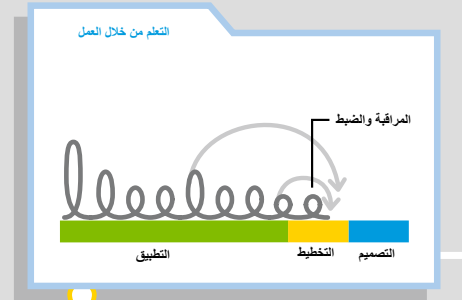 التعلم من خلال العمل
المراقبة والضبط
التصميم
التخطيط
التطبيق